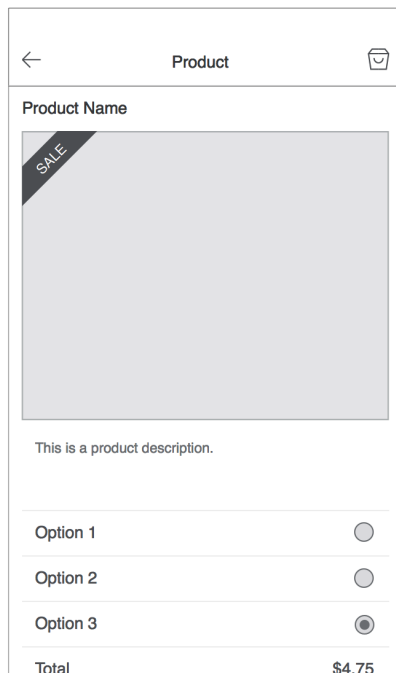 Product
Product Name
SALE
This is a product description.
Option 1
Option 2
Option 3
Total $4.75